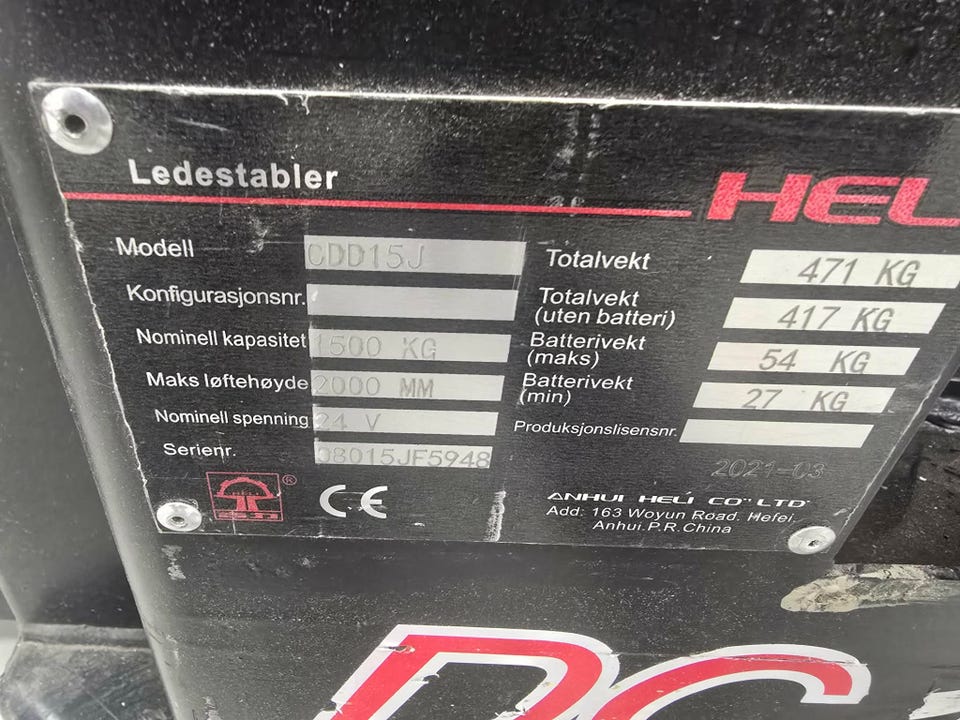 Ledestabler
HELI
Modell CDD15J
Konfigurasjonsnr.
Nominell kapasitet 1500 KG
Maks løftehøyde 2000 MM
Nominell spenning 24 V
Serienr. 08015JF5948
Totalvekt 471 KG
Totalvekt
(uten batteri) 417 KG
Batterivekt
(maks) 54 KG
Batterivekt
(min) 27 KG
Produksjonslisensnr.
2021-03
HELI ®
CE
ANHUI HELI CO., LTD
Add: 163 Woyun Road. Hefei.
Anhui.P.R.China